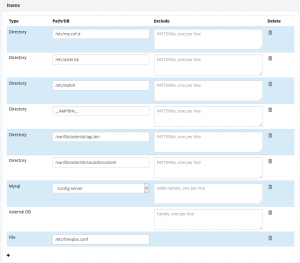 Items
Type Path/DB Exclude Delete
Directory /etc/my.cnf.d PATTERNs, one per line
Directory /etc/asterisk PATTERNs, one per line
Directory /etc/dahdi PATTERNs, one per line
Directory __AMPBIN__ PATTERNs, one per line
Directory /var/lib/asterisk/agi-bin PATTERNs, one per line
Directory /var/lib/asterisk/sounds/custom PATTERNs, one per line
Mysql Config server table names, one per line
Asterisk DB Family, one per line
File /etc/freepbx.conf